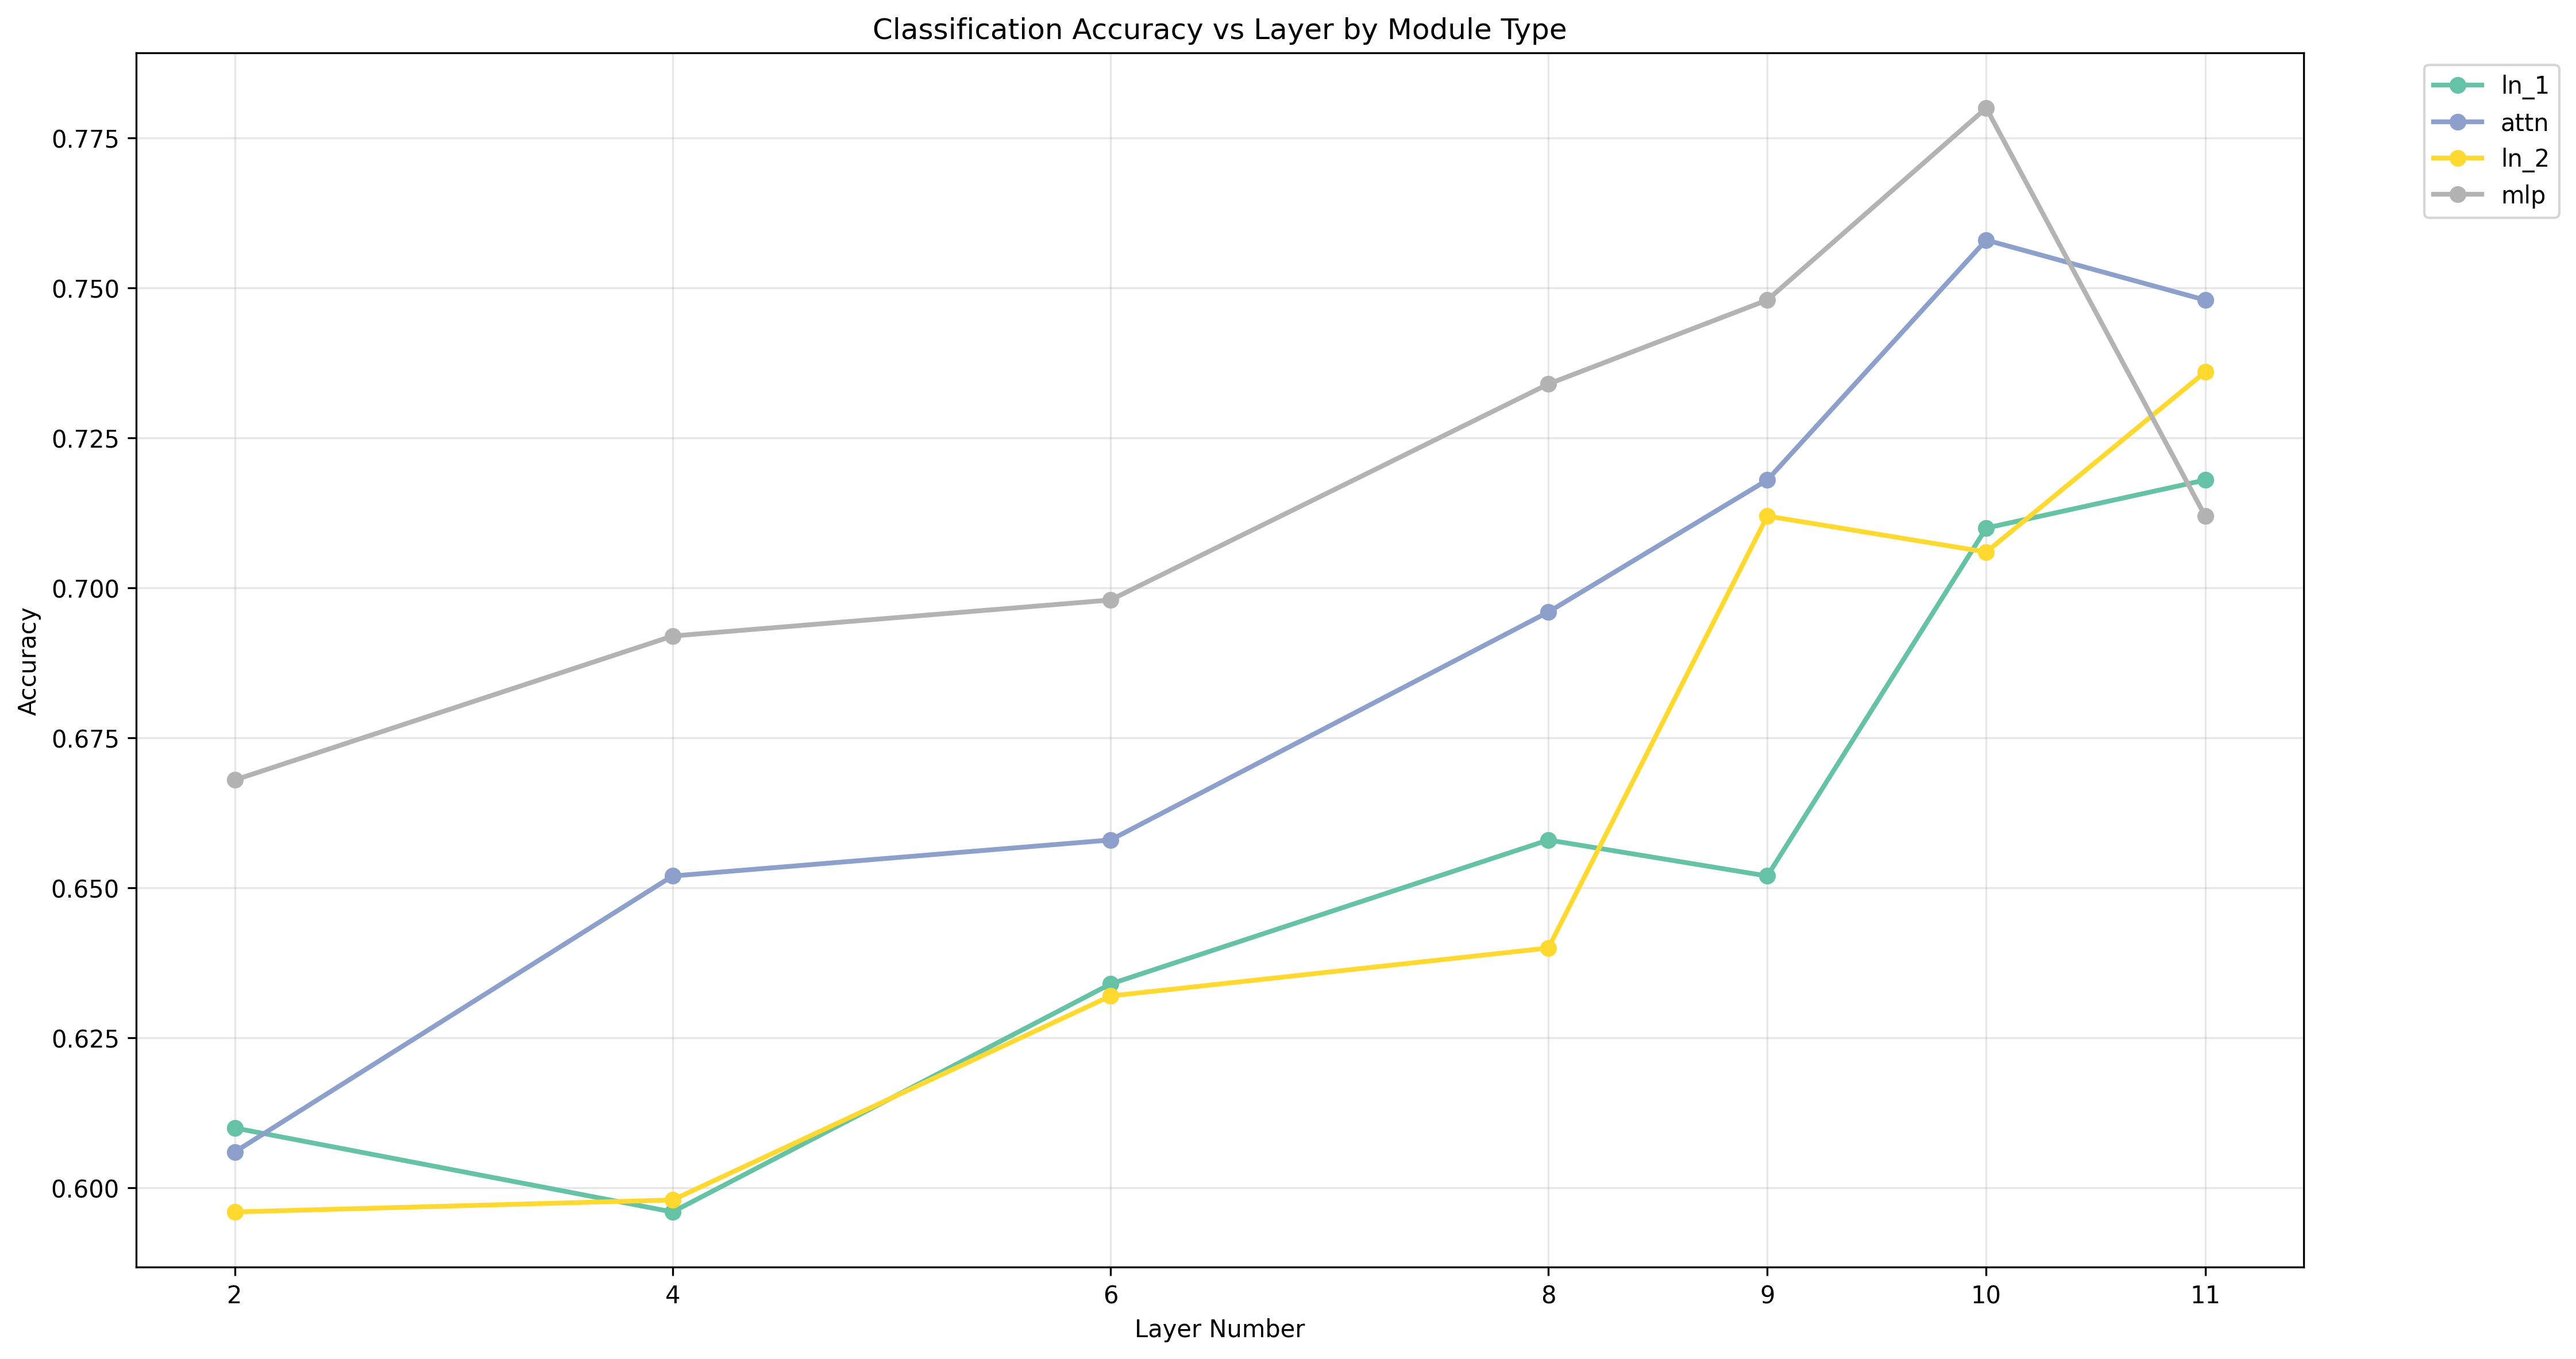 Classification Accuracy vs Layer by Module Type
ln_1
attn
ln_2
mlp
0.775
0.750
0.725
0.700
0.675
0.650
0.625
0.600
Accuracy
2 4 6 8 9 10 11
Layer Number